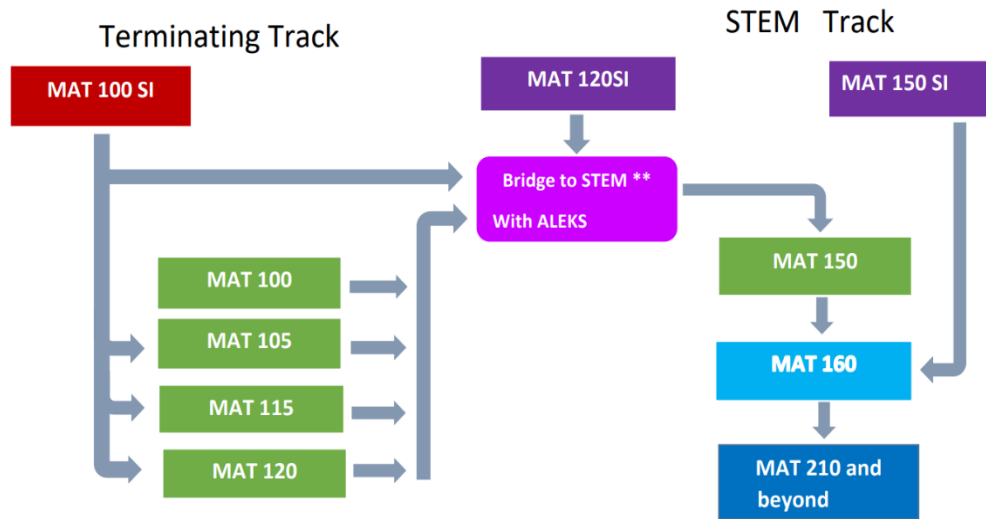 Terminating Track
STEM Track
MAT 100 SI
MAT 120SI
MAT 150 SI
Bridge to STEM **
With ALEKS
MAT 100
MAT 105
MAT 115
MAT 120
MAT 150
MAT 160
MAT 210 and
beyond